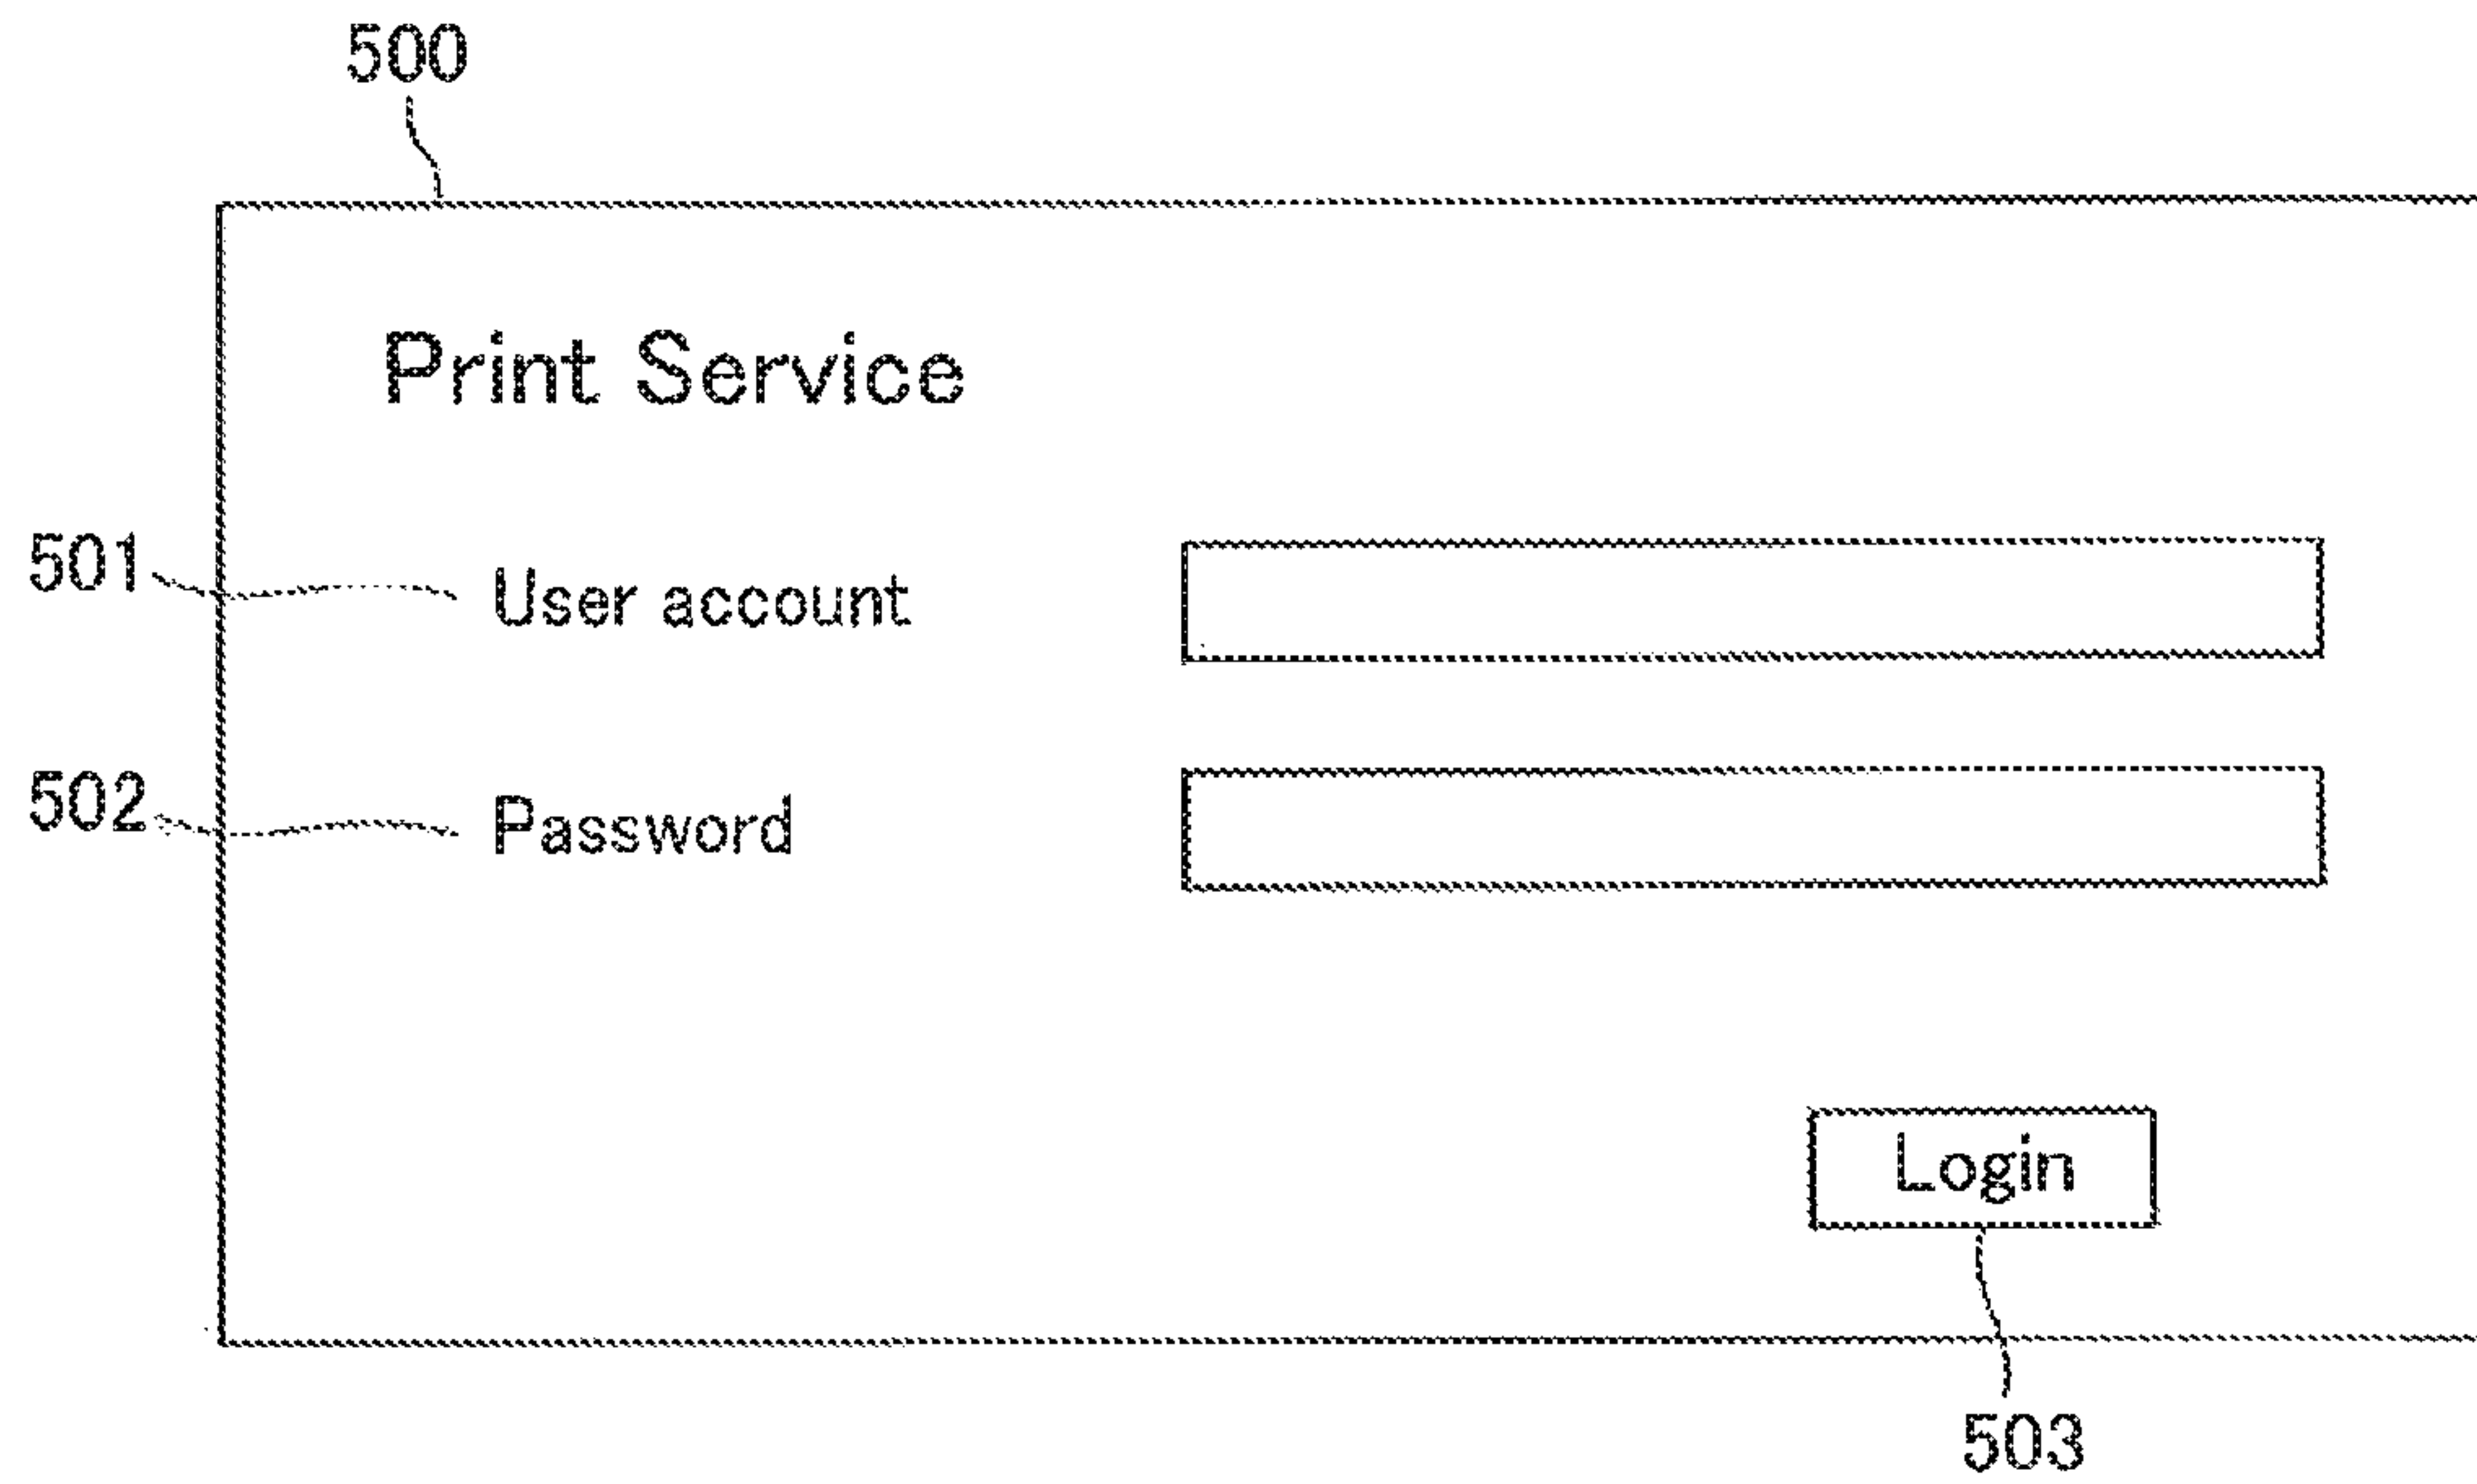 500
Print Service
501 User account
502 Password
Login
503